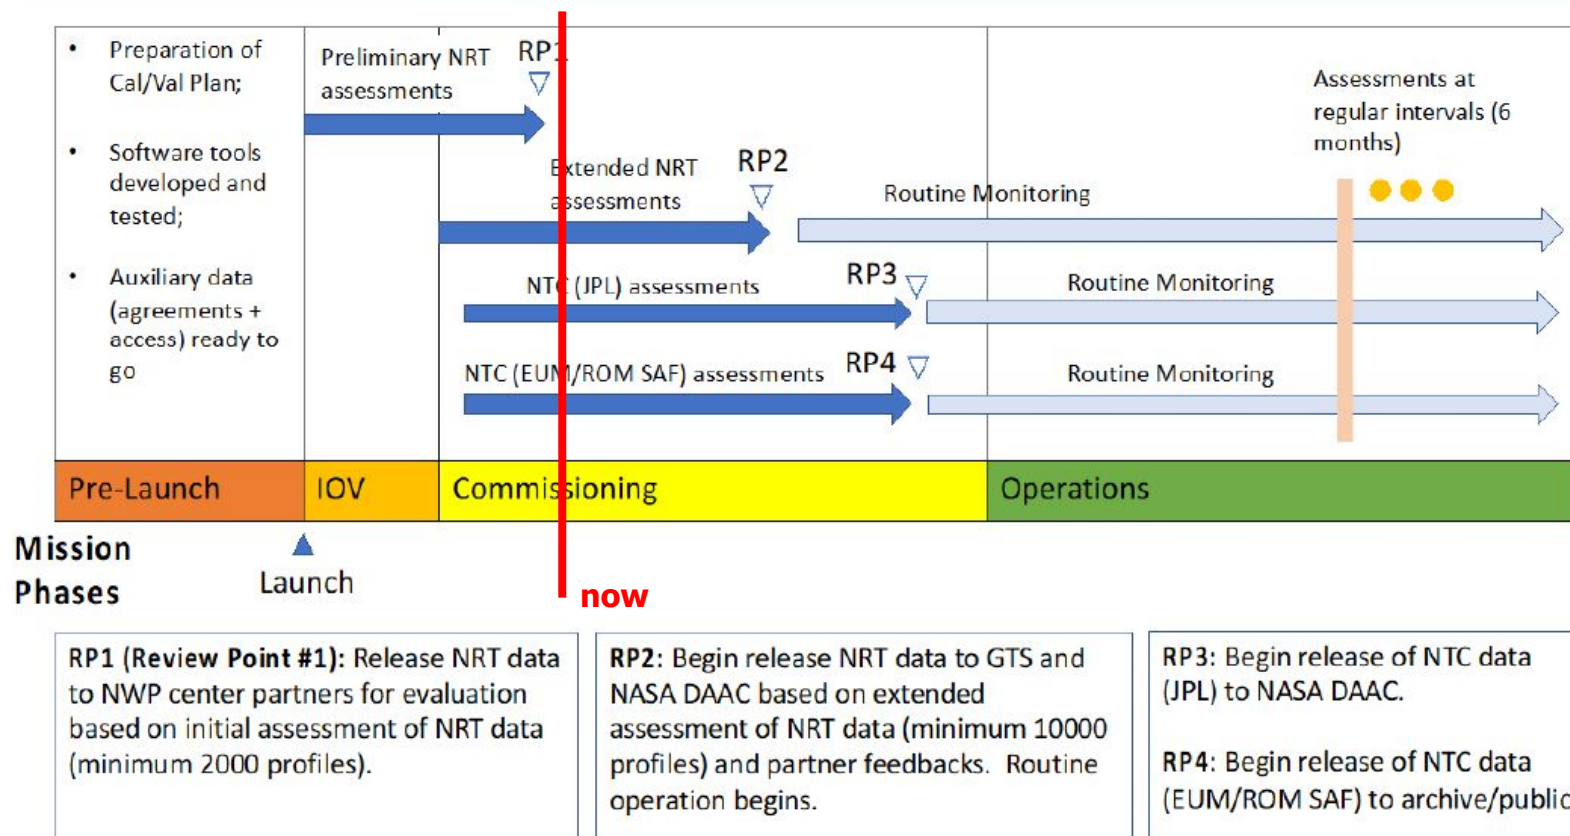 • Preparation of
Cal/Val Plan;
• Software tools
developed and
tested;
• Auxiliary data
(agreements +
access) ready to
go
Preliminary NRT
assessments
RP1
Extended NRT
assessments
RP2
Routine Monitoring
Assessments at
regular intervals (6
months)
NTC (JPL) assessments
RP3
Routine Monitoring
NTC (EUM/ROM SAF) assessments
RP4
Routine Monitoring
Pre-Launch
IOV
Commissioning
Operations
Mission
Phases
Launch
now
RP1 (Review Point #1): Release NRT data
to NWP center partners for evaluation
based on initial assessment of NRT data
(minimum 2000 profiles).
RP2: Begin release NRT data to GTS and
NASA DAAC based on extended
assessment of NRT data (minimum 10000
profiles) and partner feedbacks. Routine
operation begins.
RP3: Begin release of NTC data
(JPL) to NASA DAAC.
RP4: Begin release of NTC data
(EUM/ROM SAF) to archive/public